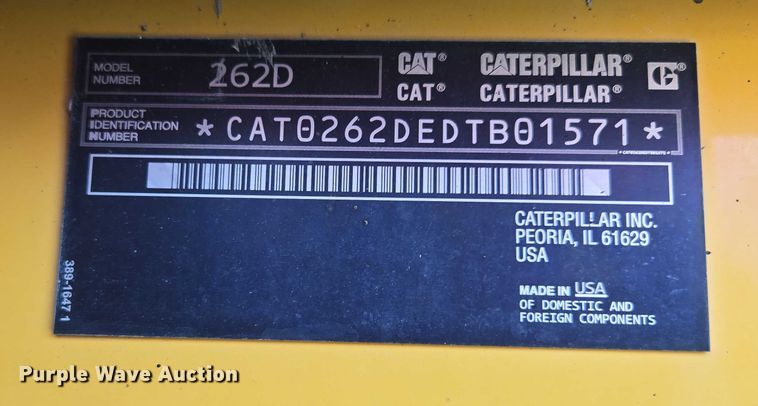 MODEL NUMBER 262D
CAT® CATERPILLAR®
CAT® CATERPILLAR®
G®
PRODUCT IDENTIFICATION NUMBER *CAT0262DEDTB01571*
CATERPILLAR INC.
PEORIA, IL 61629
USA
MADE IN USA
OF DOMESTIC AND
FOREIGN COMPONENTS
389-1647 1
Purple Wave Auction